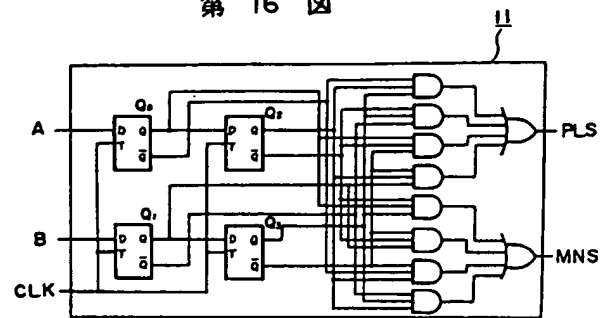 第 16 図
11
A
B
CLK
Q₀
Q₂
Q₁
Q₃
D Q
T
Q̅
D Q
T
Q̅
D Q
T
Q̅
D Q
T
Q̅
PLS
MNS